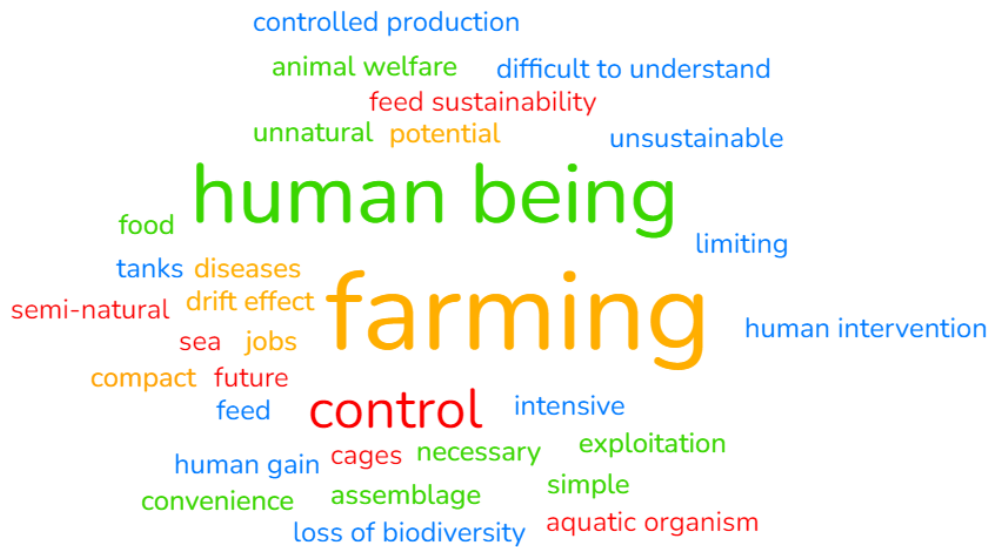 controlled production
animal welfare difficult to understand
feed sustainability
unnatural potential unsustainable
human being
food
limiting
tanks diseases
semi-natural drift effect farming
human intervention
sea jobs
compact future
feed control intensive
human gain cages necessary exploitation
convenience assemblage simple
loss of biodiversity aquatic organism